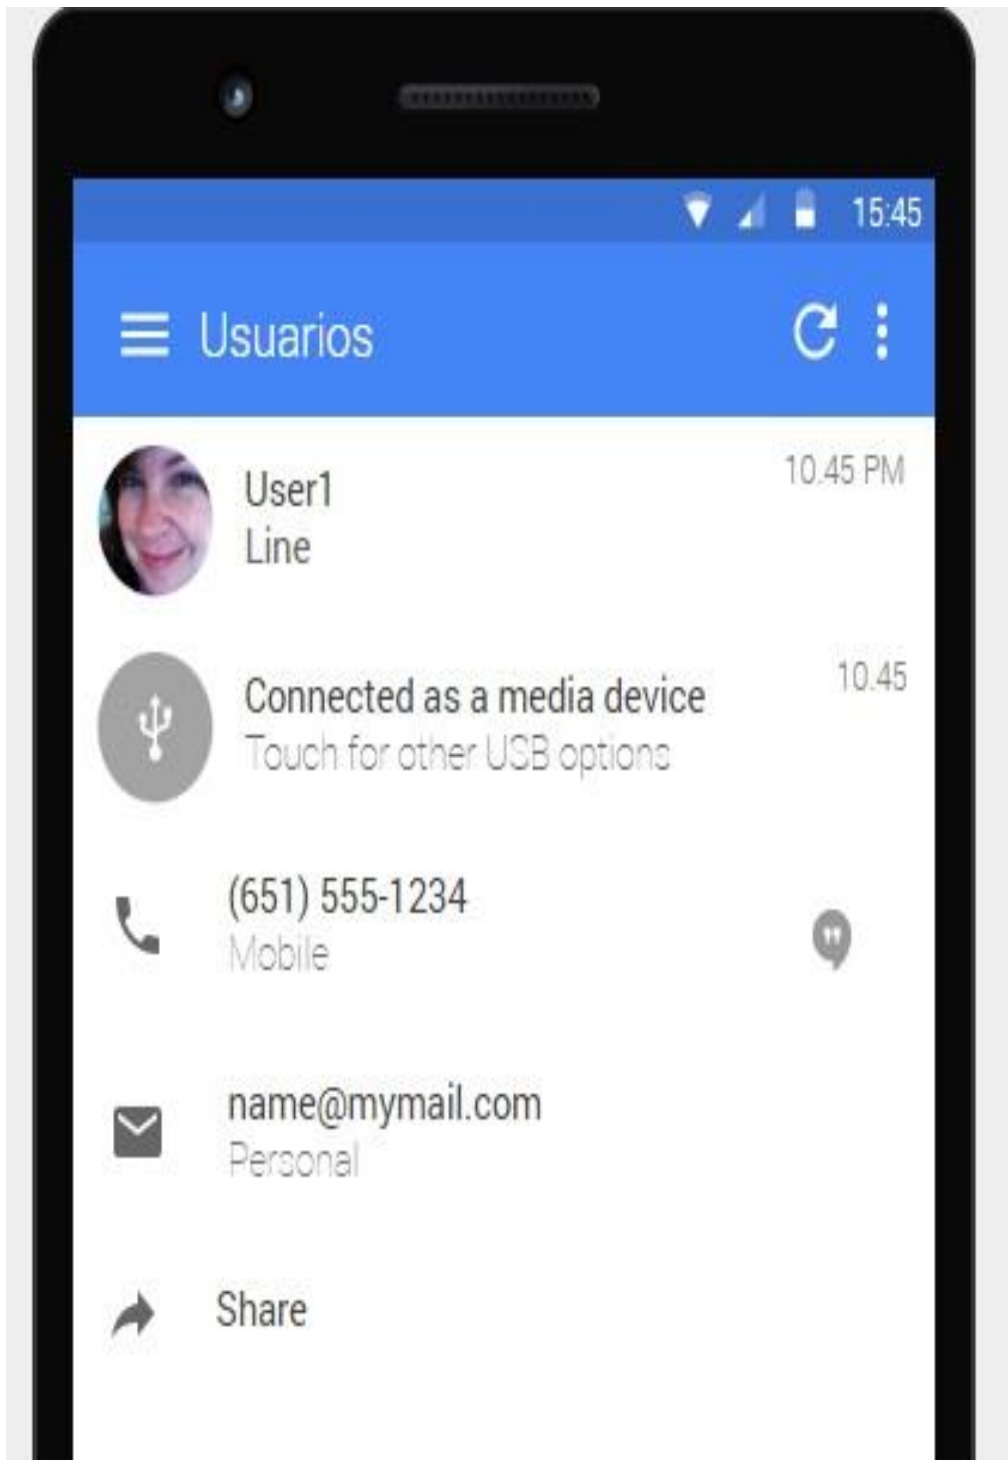 15:45
Usuarios
User1
10.45 PM
Line
Connected as a media device
10.45
Touch for other USB options
(651) 555-1234
Mobile
name@mymail.com
Personal
Share